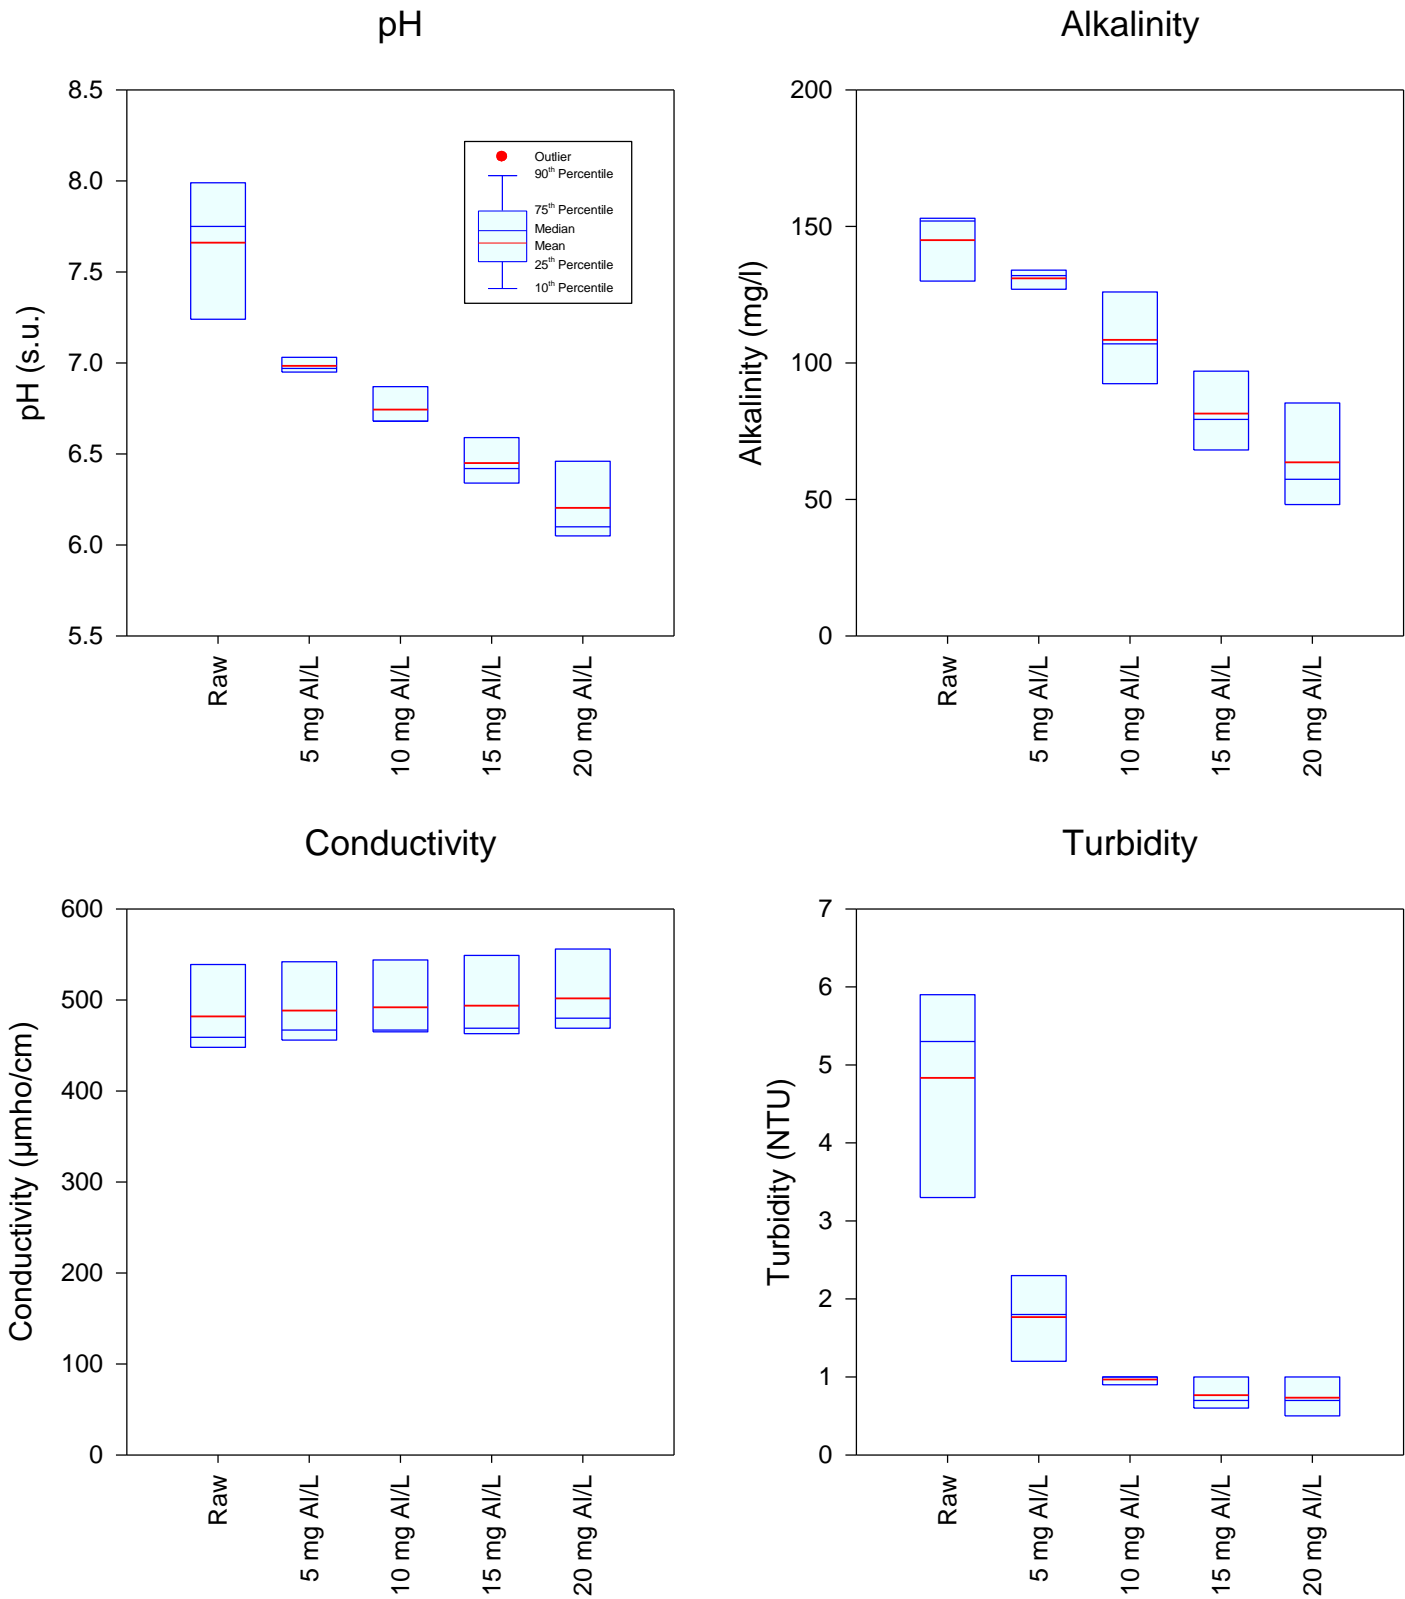 pH
Alkalinity
8.5
8.0
7.5
7.0
6.5
6.0
5.5
pH (s.u.)
Outlier
90th Percentile
75th Percentile
Median
Mean
25th Percentile
10th Percentile
Raw
5 mg Al/L
10 mg Al/L
15 mg Al/L
20 mg Al/L
200
150
100
50
0
Alkalinity (mg/l)
Raw
5 mg Al/L
10 mg Al/L
15 mg Al/L
20 mg Al/L
Conductivity
Turbidity
600
500
400
300
200
100
0
Conductivity (µmho/cm)
Raw
5 mg Al/L
10 mg Al/L
15 mg Al/L
20 mg Al/L
7
6
5
4
3
2
1
0
Turbidity (NTU)
Raw
5 mg Al/L
10 mg Al/L
15 mg Al/L
20 mg Al/L